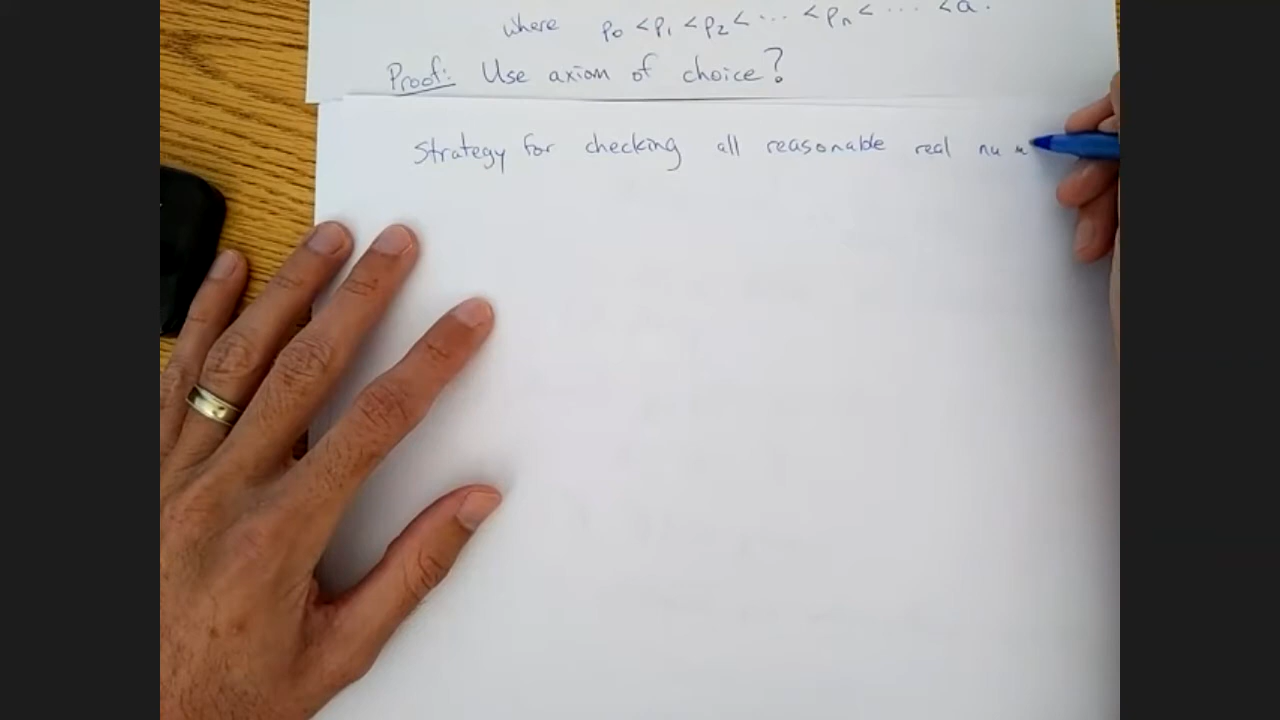 where p₀ < p₁ < p₂ < ⋯ < pₙ < ⋯ < a.
Proof: Use axiom of choice?
strategy for checking all reasonable real nu